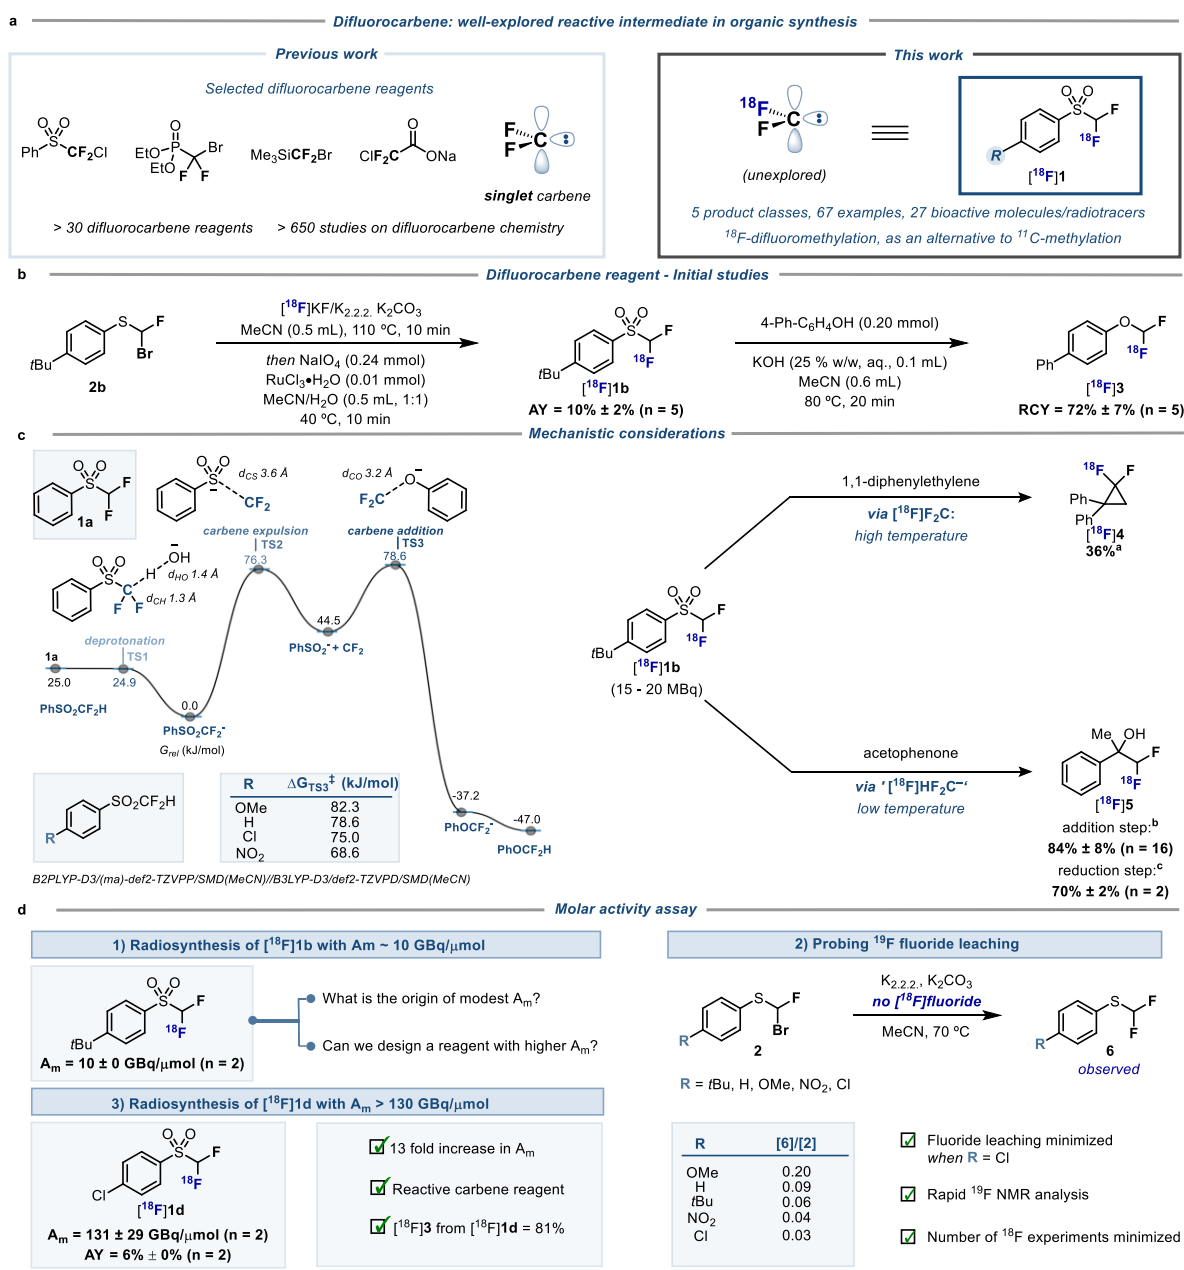 a
Difluorocarbene: well-explored reactive intermediate in organic synthesis
Previous work
Selected difluorocarbene reagents
O O
S
Ph CF₂Cl
O
EtO P Br
EtO
F F
Me₃SiCF₂Br
O
ClF₂C ONa
F
F C :
singlet carbene
> 30 difluorocarbene reagents > 650 studies on difluorocarbene chemistry
This work
¹⁸F
F C :
(unexplored)
O O
S F
¹⁸F
R
[¹⁸F]1
5 product classes, 67 examples, 27 bioactive molecules/radiotracers
¹⁸F-difluoromethylation, as an alternative to ¹¹C-methylation
b
Difluorocarbene reagent - Initial studies
S F
Br
tBu
2b
[¹⁸F]KF/K₂.₂.₂. K₂CO₃
MeCN (0.5 mL), 110 ºC, 10 min
then NaIO₄ (0.24 mmol)
RuCl₃•H₂O (0.01 mmol)
MeCN/H₂O (0.5 mL, 1:1)
40 ºC, 10 min
O O
S F
¹⁸F
tBu
[¹⁸F]1b
AY = 10% ± 2% (n = 5)
4-Ph-C₆H₄OH (0.20 mmol)
KOH (25 % w/w, aq., 0.1 mL)
MeCN (0.6 mL)
80 ºC, 20 min
O F
¹⁸F
Ph
[¹⁸F]3
RCY = 72% ± 7% (n = 5)
c
Mechanistic considerations
O O
S F
F
1a
O O
S
dCS 3.6 Å
CF₂
dCO 3.2 Å
O
F₂C
carbene expulsion
TS2
76.3
carbene addition
TS3
78.6
OH
O O
S H
dHO 1.4 Å
C
F F
dCH 1.3 Å
44.5
PhSO₂⁻ + CF₂
deprotonation
TS1
1a
25.0
24.9
PhSO₂CF₂H
0.0
PhSO₂CF₂⁻
Grel (kJ/mol)
SO₂CF₂H
R
R ΔGTS3‡ (kJ/mol)
OMe 82.3
H 78.6
Cl 75.0
NO₂ 68.6
-37.2
PhOCF₂⁻
-47.0
PhOCF₂H
B2PLYP-D3/(ma)-def2-TZVPP/SMD(MeCN)//B3LYP-D3/def2-TZVPD/SMD(MeCN)
O O
S F
¹⁸F
tBu
[¹⁸F]1b
(15 - 20 MBq)
1,1-diphenylethylene
via [¹⁸F]F₂C:
high temperature
¹⁸F F
Ph
Ph
[¹⁸F]4
36%ᵃ
acetophenone
via '[¹⁸F]HF₂C⁻‘
low temperature
Me OH
F
¹⁸F
[¹⁸F]5
addition step:ᵇ
84% ± 8% (n = 16)
reduction step:ᶜ
70% ± 2% (n = 2)
d
Molar activity assay
1) Radiosynthesis of [¹⁸F]1b with Am ~ 10 GBq/μmol
O O
S F
¹⁸F
tBu
Am = 10 ± 0 GBq/μmol (n = 2)
What is the origin of modest Am?
Can we design a reagent with higher Am?
3) Radiosynthesis of [¹⁸F]1d with Am > 130 GBq/μmol
O O
S F
¹⁸F
Cl
[¹⁸F]1d
Am = 131 ± 29 GBq/μmol (n = 2)
AY = 6% ± 0% (n = 2)
13 fold increase in Am
Reactive carbene reagent
[¹⁸F]3 from [¹⁸F]1d = 81%
2) Probing ¹⁹F fluoride leaching
S F
Br
R
2
K₂.₂.₂., K₂CO₃
no [¹⁸F]fluoride
MeCN, 70 ºC
S F
F
R
6
observed
R = tBu, H, OMe, NO₂, Cl
R [6]/[2]
OMe 0.20
H 0.09
tBu 0.06
NO₂ 0.04
Cl 0.03
Fluoride leaching minimized
when R = Cl
Rapid ¹⁹F NMR analysis
Number of ¹⁸F experiments minimized